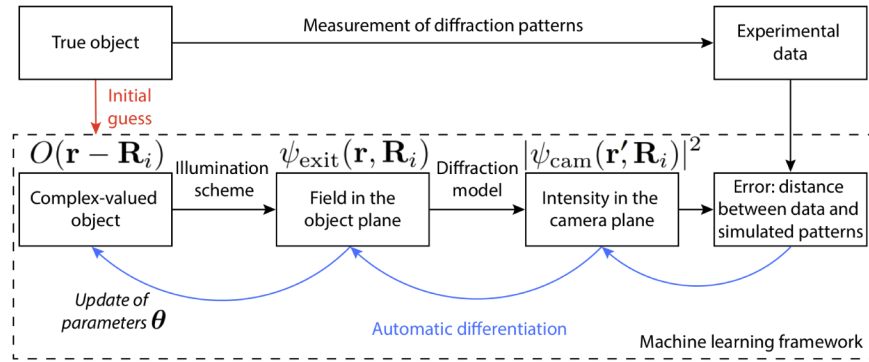 True object
Measurement of diffraction patterns
Experimental
data
Initial
guess
O(r − R_i)
Illumination
scheme
ψ_exit(r, R_i)
Diffraction
model
|ψ_cam(r′, R_i)|²
Complex-valued
object
Field in the
object plane
Intensity in the
camera plane
Error: distance
between data and
simulated patterns
Update of
parameters θ
Automatic differentiation
Machine learning framework